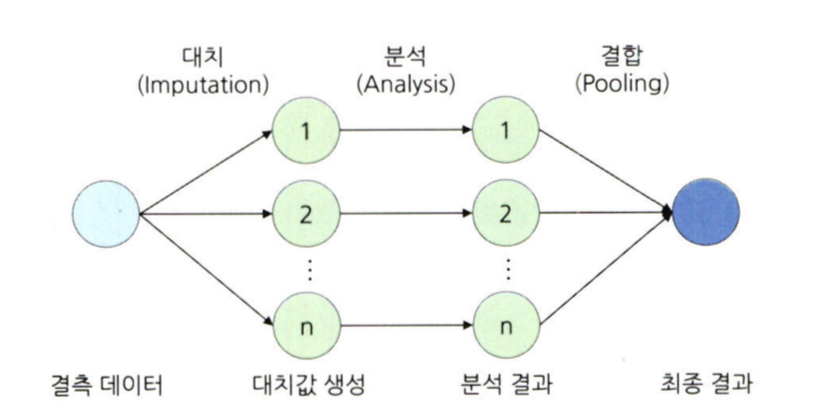 대치
(Imputation)
분석
(Analysis)
결합
(Pooling)
1
1
2
2
⋮
⋮
n
n
결측 데이터
대치값 생성
분석 결과
최종 결과